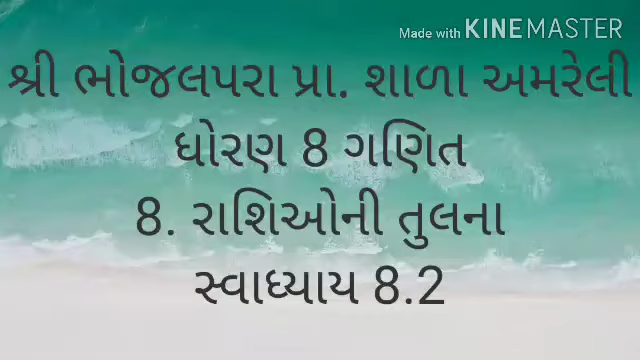 Made with KINEMASTER
શ્રી ભોજલપરા પ્રા. શાળા અમરેલી
ધોરણ 8 ગણિત
8. રાશિઓની તુલના
સ્વાધ્યાય 8.2